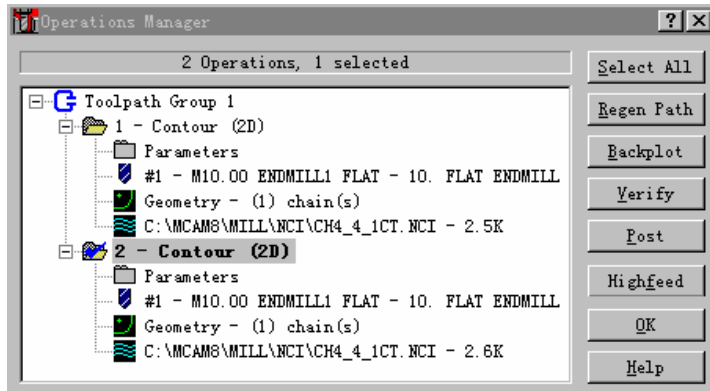 Operations Manager
2 Operations, 1 selected
Toolpath Group 1
1 - Contour (2D)
Parameters
#1 - M10.00 ENDMILL1 FLAT - 10. FLAT ENDMILL
Geometry - (1) chain(s)
C:\MCAM8\MILL\NCI\CH4_4_1CT.NCI - 2.5K
2 - Contour (2D)
Parameters
#1 - M10.00 ENDMILL1 FLAT - 10. FLAT ENDMILL
Geometry - (1) chain(s)
C:\MCAM8\MILL\NCI\CH4_4_1CT.NCI - 2.6K
Select All
Regen Path
Backplot
Verify
Post
Highfeed
OK
Help